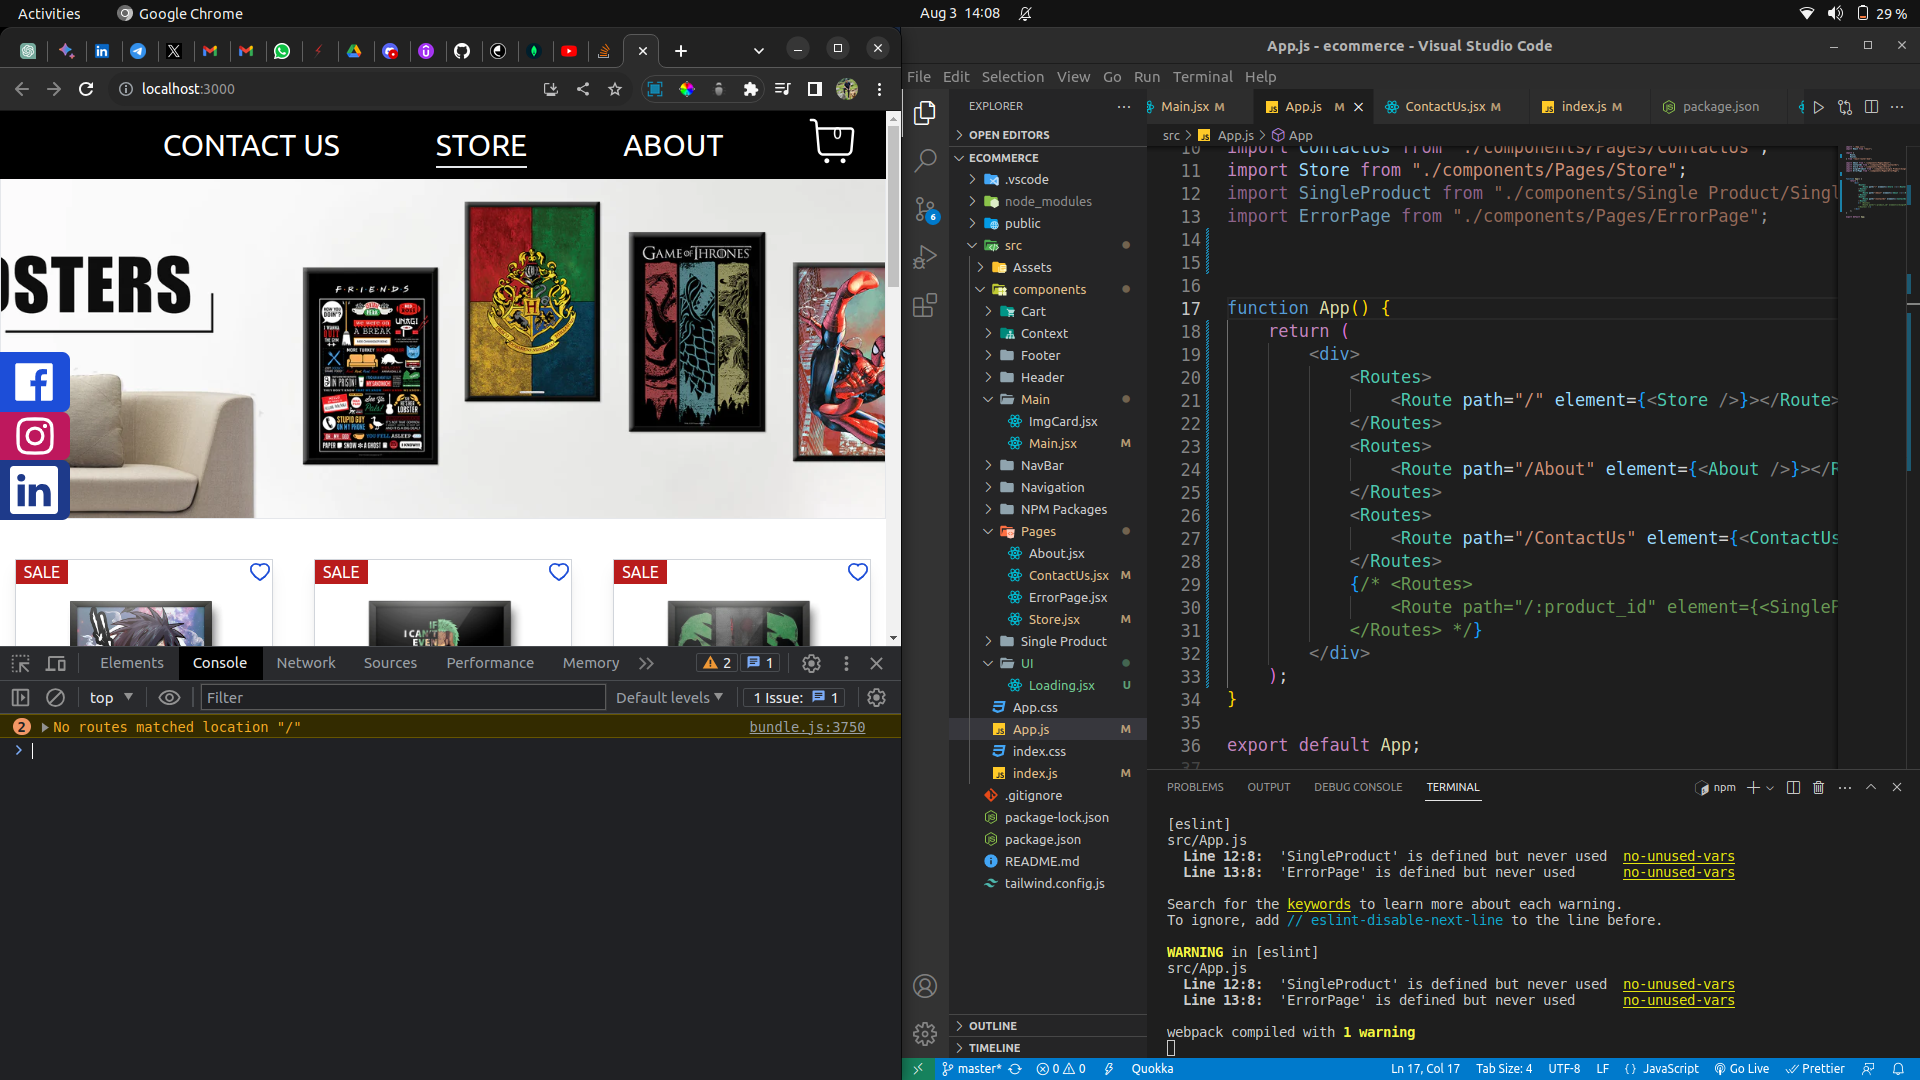 Activities
Google Chrome
Aug 3 14:08
29 %
localhost:3000
CONTACT US
STORE
ABOUT
OSTERS
F·R·I·E·N·D·S
GAME OF THRONES
SALE
SALE
SALE
IF
I CAN'T
EVEN
Elements
Console
Network
Sources
Performance
Memory
2
1
top
Filter
Default levels
1 Issue:
1
2
No routes matched location "/"
bundle.js:3750
App.js - ecommerce - Visual Studio Code
File
Edit
Selection
View
Go
Run
Terminal
Help
EXPLORER
OPEN EDITORS
ECOMMERCE
.vscode
node_modules
public
src
Assets
components
Cart
Context
Footer
Header
Main
ImgCard.jsx
Main.jsx M
NavBar
Navigation
NPM Packages
Pages
About.jsx
ContactUs.jsx M
ErrorPage.jsx
Store.jsx
Single Product
UI
Loading.jsx U
App.css
App.js M
index.css
index.js M
.gitignore
package-lock.json
package.json
README.md
tailwind.config.js
OUTLINE
TIMELINE
6
Main.jsx M
App.js M
ContactUs.jsx M
index.js M
package.json
src > App.js > App
10 import ContactUs from "./components/Pages/ContactUs";
11 import Store from "./components/Pages/Store";
12 import SingleProduct from "./components/Single Product/Singl
13 import ErrorPage from "./components/Pages/ErrorPage";
14
15
16
17 function App() {
18 return (
19 <div>
20 <Routes>
21 <Route path="/" element={<Store />}></Route>
22 </Routes>
23 <Routes>
24 <Route path="/About" element={<About />}></R
25 </Routes>
26 <Routes>
27 <Route path="/ContactUs" element={<ContactUs
28 </Routes>
29 {/* <Routes>
30 <Route path="/:product_id" element={<SingleP
31 </Routes> */}
32 </div>
33 );
34 }
35
36 export default App;
37
PROBLEMS
OUTPUT
DEBUG CONSOLE
TERMINAL
npm
[eslint]
src/App.js
Line 12:8: 'SingleProduct' is defined but never used no-unused-vars
Line 13:8: 'ErrorPage' is defined but never used no-unused-vars
Search for the keywords to learn more about each warning.
To ignore, add // eslint-disable-next-line to the line before.
WARNING in [eslint]
src/App.js
Line 12:8: 'SingleProduct' is defined but never used no-unused-vars
Line 13:8: 'ErrorPage' is defined but never used no-unused-vars
webpack compiled with 1 warning
master*
0
0
Quokka
Ln 17, Col 17
Tab Size: 4
UTF-8
LF
{} JavaScript
Go Live
Prettier